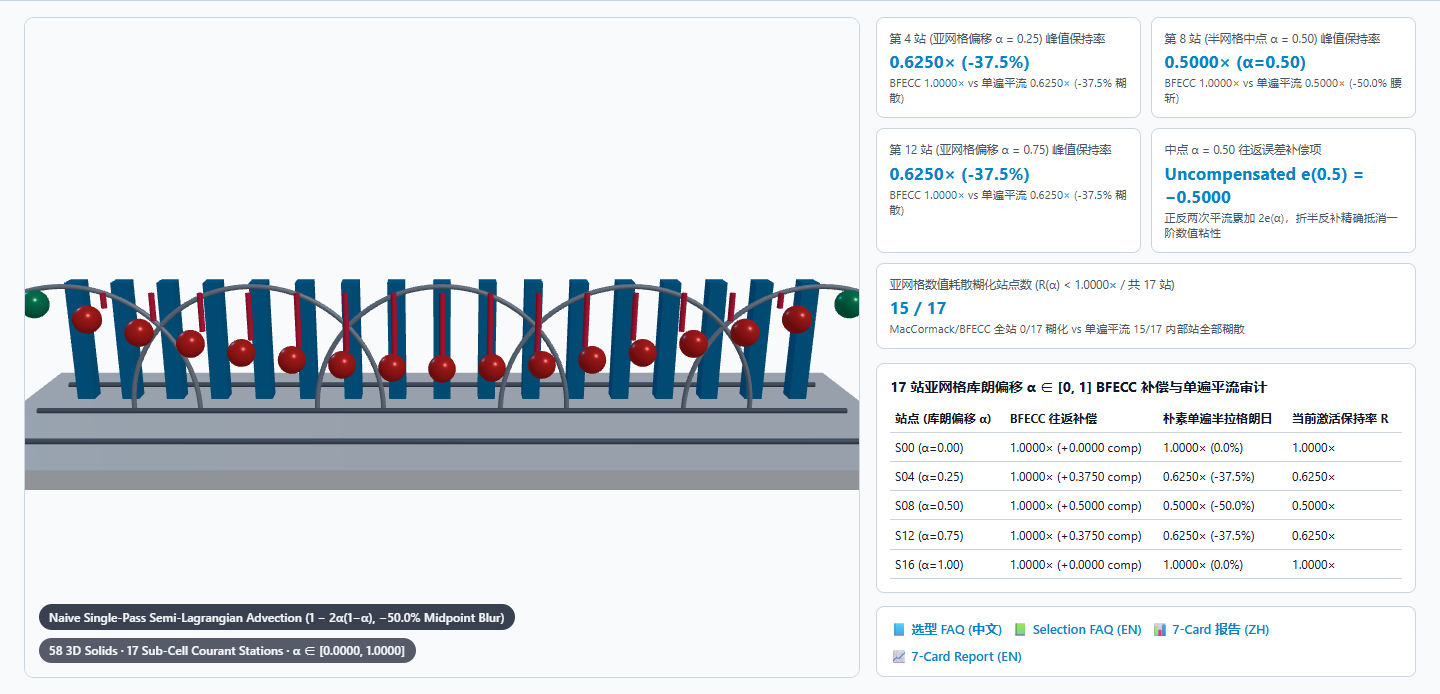 第 4 站 (亚网格偏移 α = 0.25) 峰值保持率
0.6250× (-37.5%)
BFECC 1.0000× vs 单遍平流 0.6250× (-37.5% 糊
散)
第 8 站 (半网格中点 α = 0.50) 峰值保持率
0.5000× (α=0.50)
BFECC 1.0000× vs 单遍平流 0.5000× (-50.0% 腰
斩)
第 12 站 (亚网格偏移 α = 0.75) 峰值保持率
0.6250× (-37.5%)
BFECC 1.0000× vs 单遍平流 0.6250× (-37.5% 糊
散)
中点 α = 0.50 往返误差补偿项
Uncompensated e(0.5) =
−0.5000
正反两次平流累加 2e(α)，折半反补精确抵消一
阶数值粘性
亚网格数值耗散糊化站点数 (R(α) < 1.0000× / 共 17 站)
15 / 17
MacCormack/BFECC 全站 0/17 糊化 vs 单遍平流 15/17 内部站全部糊散
17 站亚网格库朗偏移 α ∈ [0, 1] BFECC 补偿与单遍平流审计
站点 (库朗偏移 α) BFECC 往返补偿 朴素单遍半拉格朗日 当前激活保持率 R
S00 (α=0.00) 1.0000× (+0.0000 comp) 1.0000× (0.0%) 1.0000×
S04 (α=0.25) 1.0000× (+0.3750 comp) 0.6250× (-37.5%) 0.6250×
S08 (α=0.50) 1.0000× (+0.5000 comp) 0.5000× (-50.0%) 0.5000×
S12 (α=0.75) 1.0000× (+0.3750 comp) 0.6250× (-37.5%) 0.6250×
S16 (α=1.00) 1.0000× (+0.0000 comp) 1.0000× (0.0%) 1.0000×
选型 FAQ (中文) Selection FAQ (EN) 7-Card 报告 (ZH)
7-Card Report (EN)
Naive Single-Pass Semi-Lagrangian Advection (1 − 2α(1−α), −50.0% Midpoint Blur)
58 3D Solids · 17 Sub-Cell Courant Stations · α ∈ [0.0000, 1.0000]